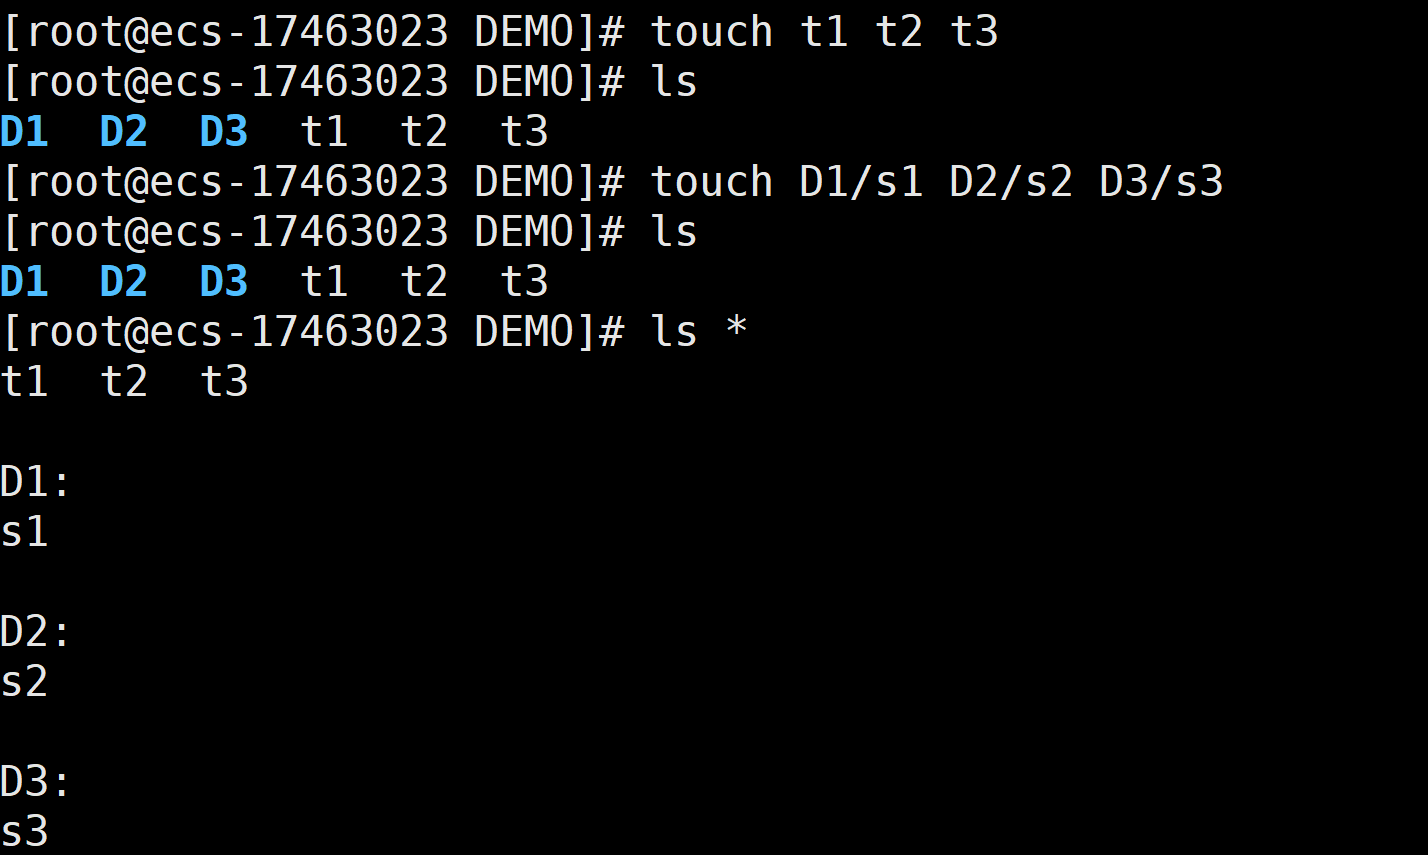 [root@ecs-17463023 DEMO]# touch t1 t2 t3
[root@ecs-17463023 DEMO]# ls
D1  D2  D3  t1  t2  t3
[root@ecs-17463023 DEMO]# touch D1/s1 D2/s2 D3/s3
[root@ecs-17463023 DEMO]# ls
D1  D2  D3  t1  t2  t3
[root@ecs-17463023 DEMO]# ls *
t1  t2  t3

D1:
s1

D2:
s2

D3:
s3